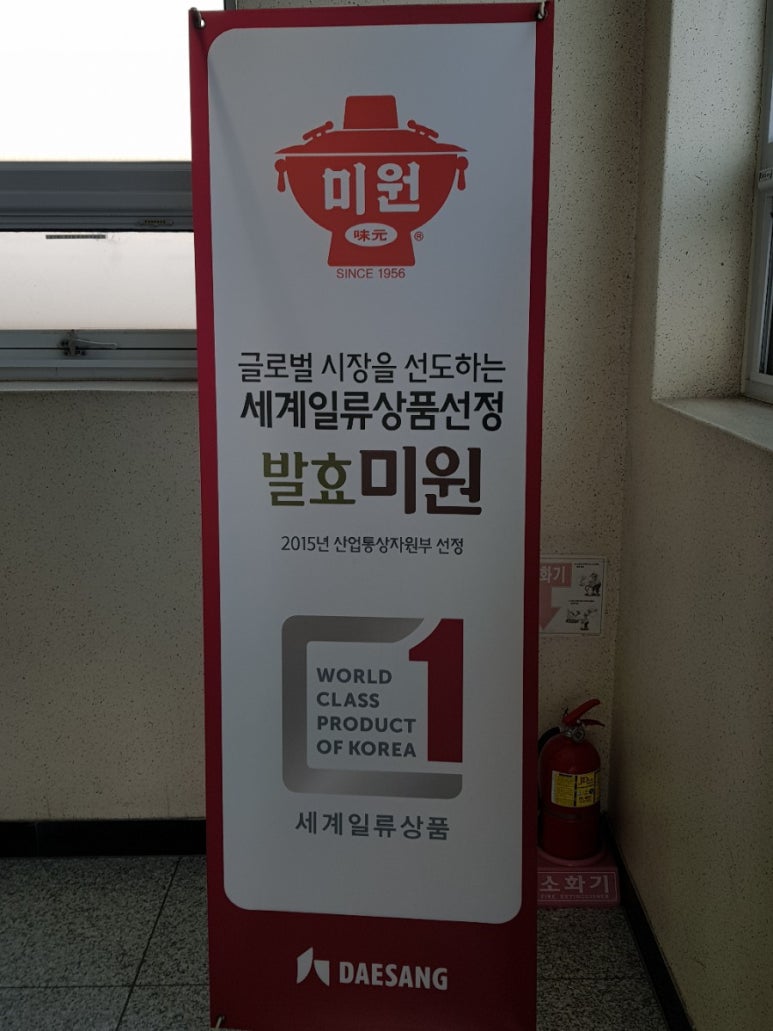 미원
味元
®
SINCE 1956
글로벌 시장을 선도하는
세계일류상품선정
발효미원
2015년 산업통상자원부 선정
1
WORLD
CLASS
PRODUCT
OF KOREA
세계일류상품
DAESANG
화기
소화기
FIRE EXTINGUISHER